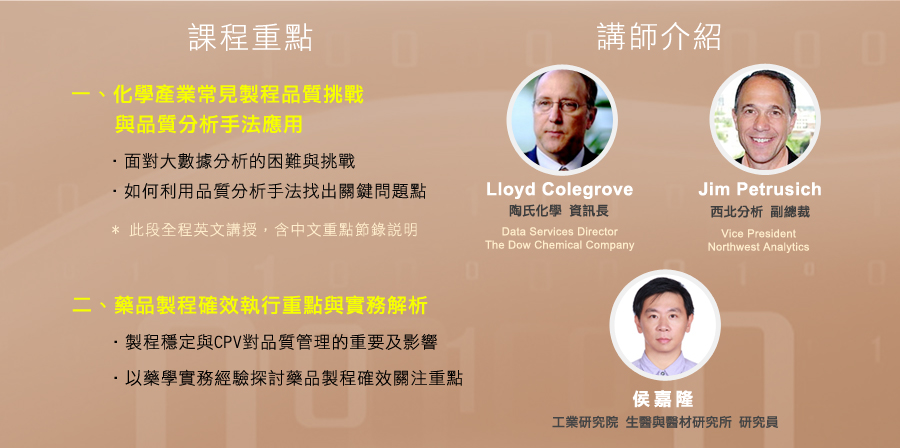 課程重點
一、化學產業常見製程品質挑戰
與品質分析手法應用
・面對大數據分析的困難與挑戰
・如何利用品質分析手法找出關鍵問題點
* 此段全程英文講授，含中文重點節錄説明
二、藥品製程確效執行重點與實務解析
・製程穩定與CPV對品質管理的重要及影響
・以藥學實務經驗探討藥品製程確效關注重點
講師介紹
Lloyd Colegrove
陶氏化學 資訊長
Data Services Director
The Dow Chemical Company
Jim Petrusich
西北分析 副總裁
Vice President
Northwest Analytics
侯嘉隆
工業研究院 生醫與醫材研究所 研究員